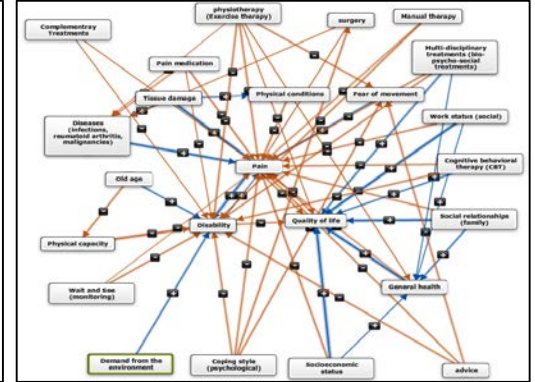 physiotherapy
(Exercise therapy)
surgery
Manual therapy
Complementray
Treatments
Multi-disciplinary
treatments (bio-
psycho-social
treatments)
Pain medication
Tissue damage
Physical conditions
Fear of movement
Work status (social)
Diseases
(infections,
reumatoid arthritis,
malignancies)
Pain
Cognitive behavioral
therapy (CBT)
Old age
Disability
Quality of life
Social relationships
(family)
Physical capacity
Wait and See
(monitoring)
General health
Demand from the
environment
Coping style
(psychological)
Socioeconomic
status
advice